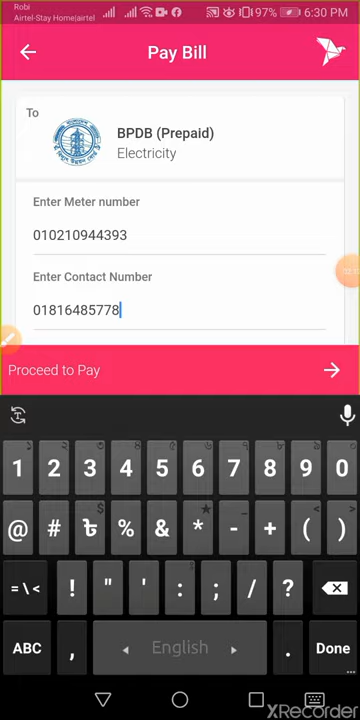 Robi
Airtel-Stay Home|airtel
97% 6:30 PM
Pay Bill
To
BPDB (Prepaid)
Electricity
Enter Meter number
010210944393
Enter Contact Number
01816485778
Proceed to Pay
1 2 3 4 5 6 7 8 9 0
@ # ৳ % & * - + ( )
= \ < ! " ' : ; / ?
ABC , English . Done
XRecorder